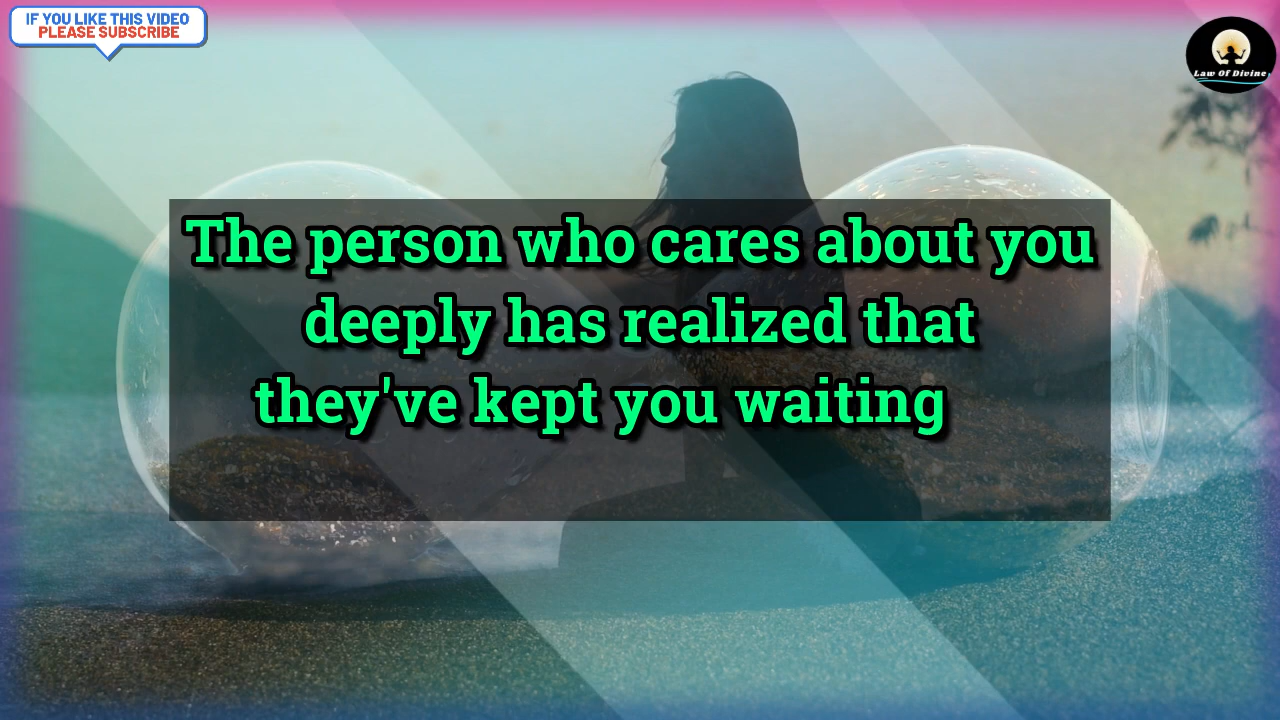 IF YOU LIKE THIS VIDEO
PLEASE SUBSCRIBE
Law Of Divine
The person who cares about you
deeply has realized that
they've kept you waiting